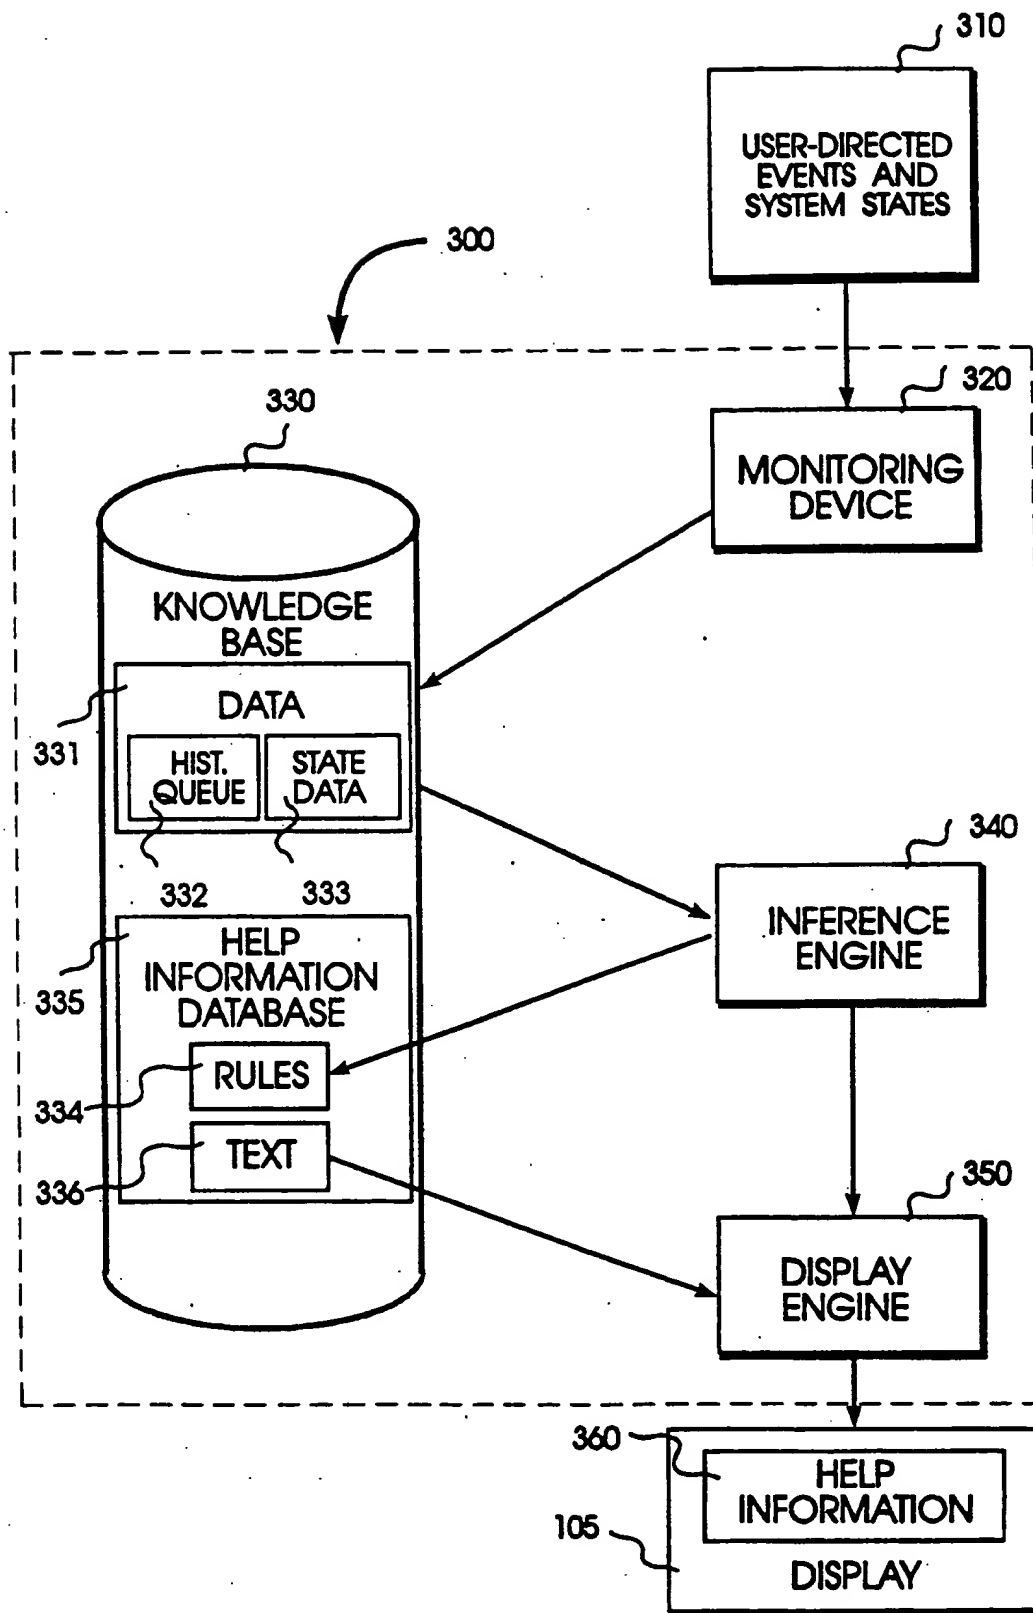 310
USER-DIRECTED
EVENTS AND
SYSTEM STATES
300
320
MONITORING
DEVICE
330
KNOWLEDGE
BASE
DATA
331
HIST.
QUEUE
STATE
DATA
332
333
340
INFERENCE
ENGINE
HELP
INFORMATION
DATABASE
335
RULES
334
TEXT
336
350
DISPLAY
ENGINE
360
HELP
INFORMATION
105
DISPLAY